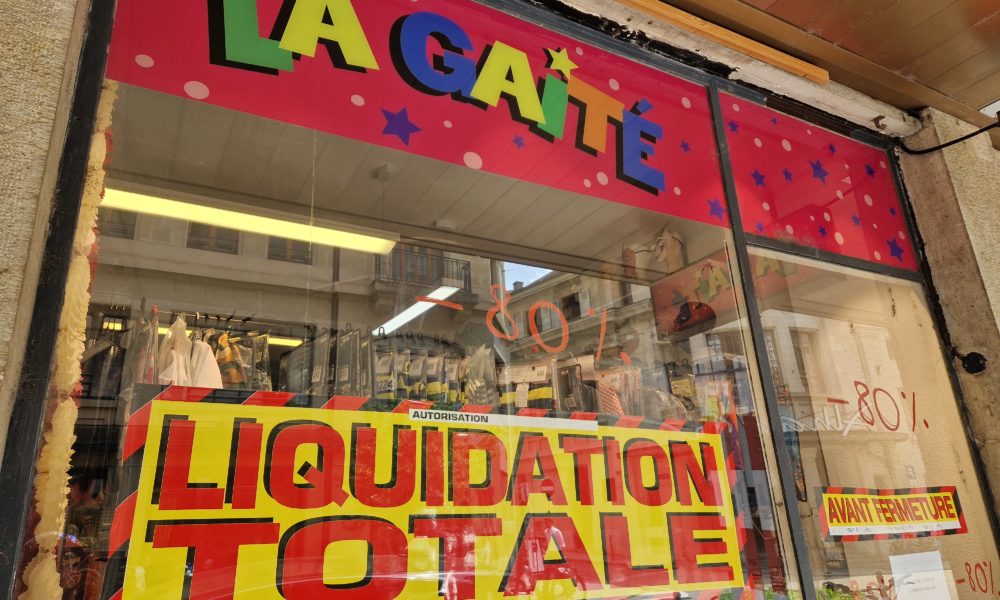 LA GAiTÉ
-80%
-80%
AUTORISATION
LIQUIDATION
TOTALE
AVANT FERMETURE
-80%